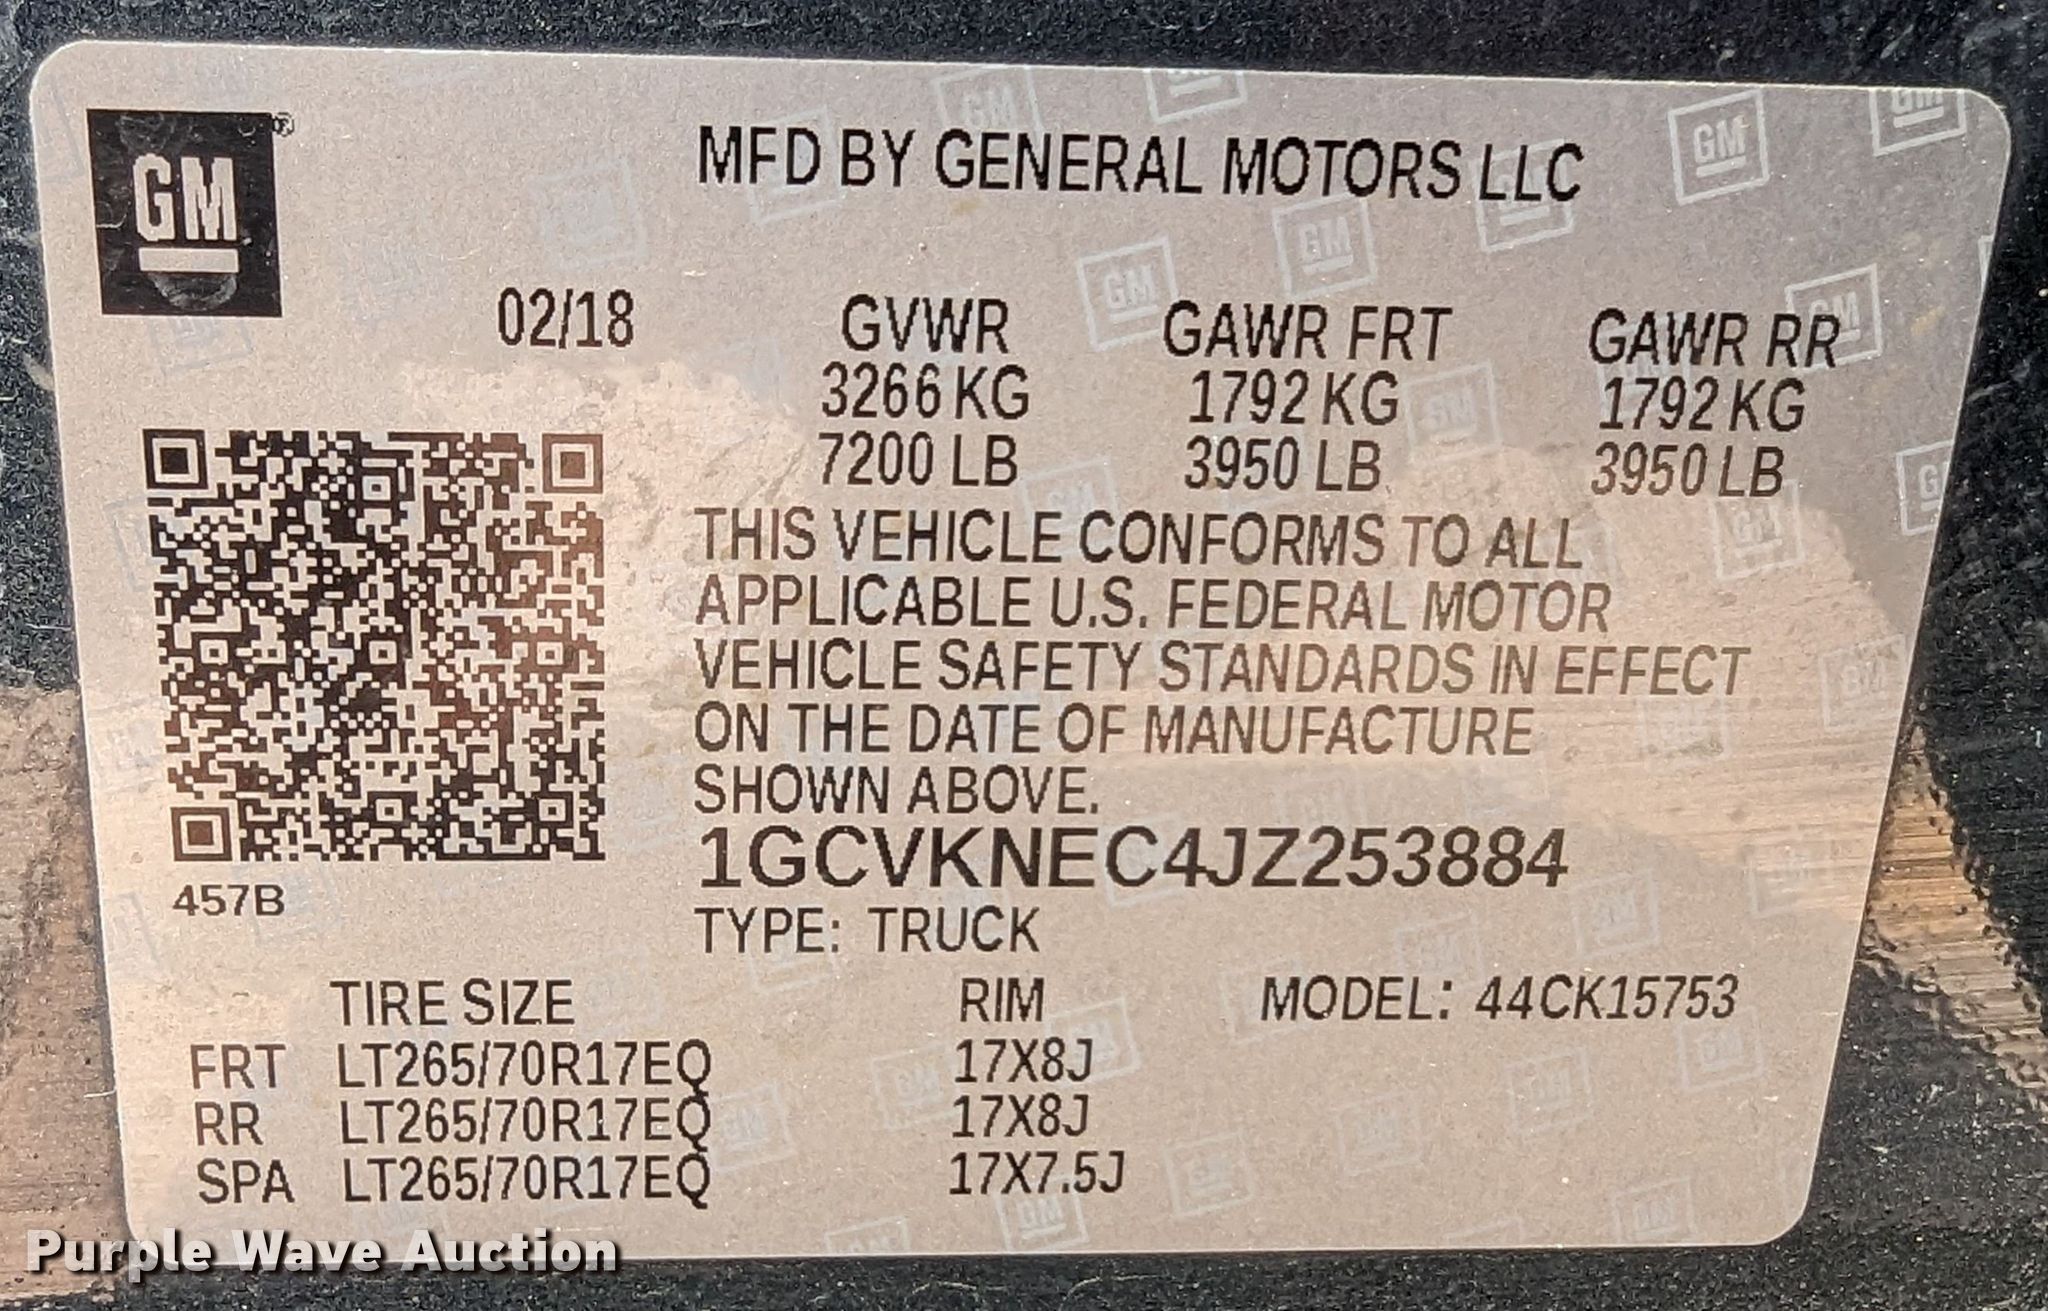 GM
MFD BY GENERAL MOTORS LLC
02/18 GVWR GAWR FRT GAWR RR
3266 KG 1792 KG 1792 KG
7200 LB 3950 LB 3950 LB
THIS VEHICLE CONFORMS TO ALL
APPLICABLE U.S. FEDERAL MOTOR
VEHICLE SAFETY STANDARDS IN EFFECT
ON THE DATE OF MANUFACTURE
SHOWN ABOVE.
1GCVKNEC4JZ253884
457B
TYPE: TRUCK
TIRE SIZE RIM MODEL: 44CK15753
FRT LT265/70R17EQ 17X8J
RR LT265/70R17EQ 17X8J
SPA LT265/70R17EQ 17X7.5J
Purple Wave Auction